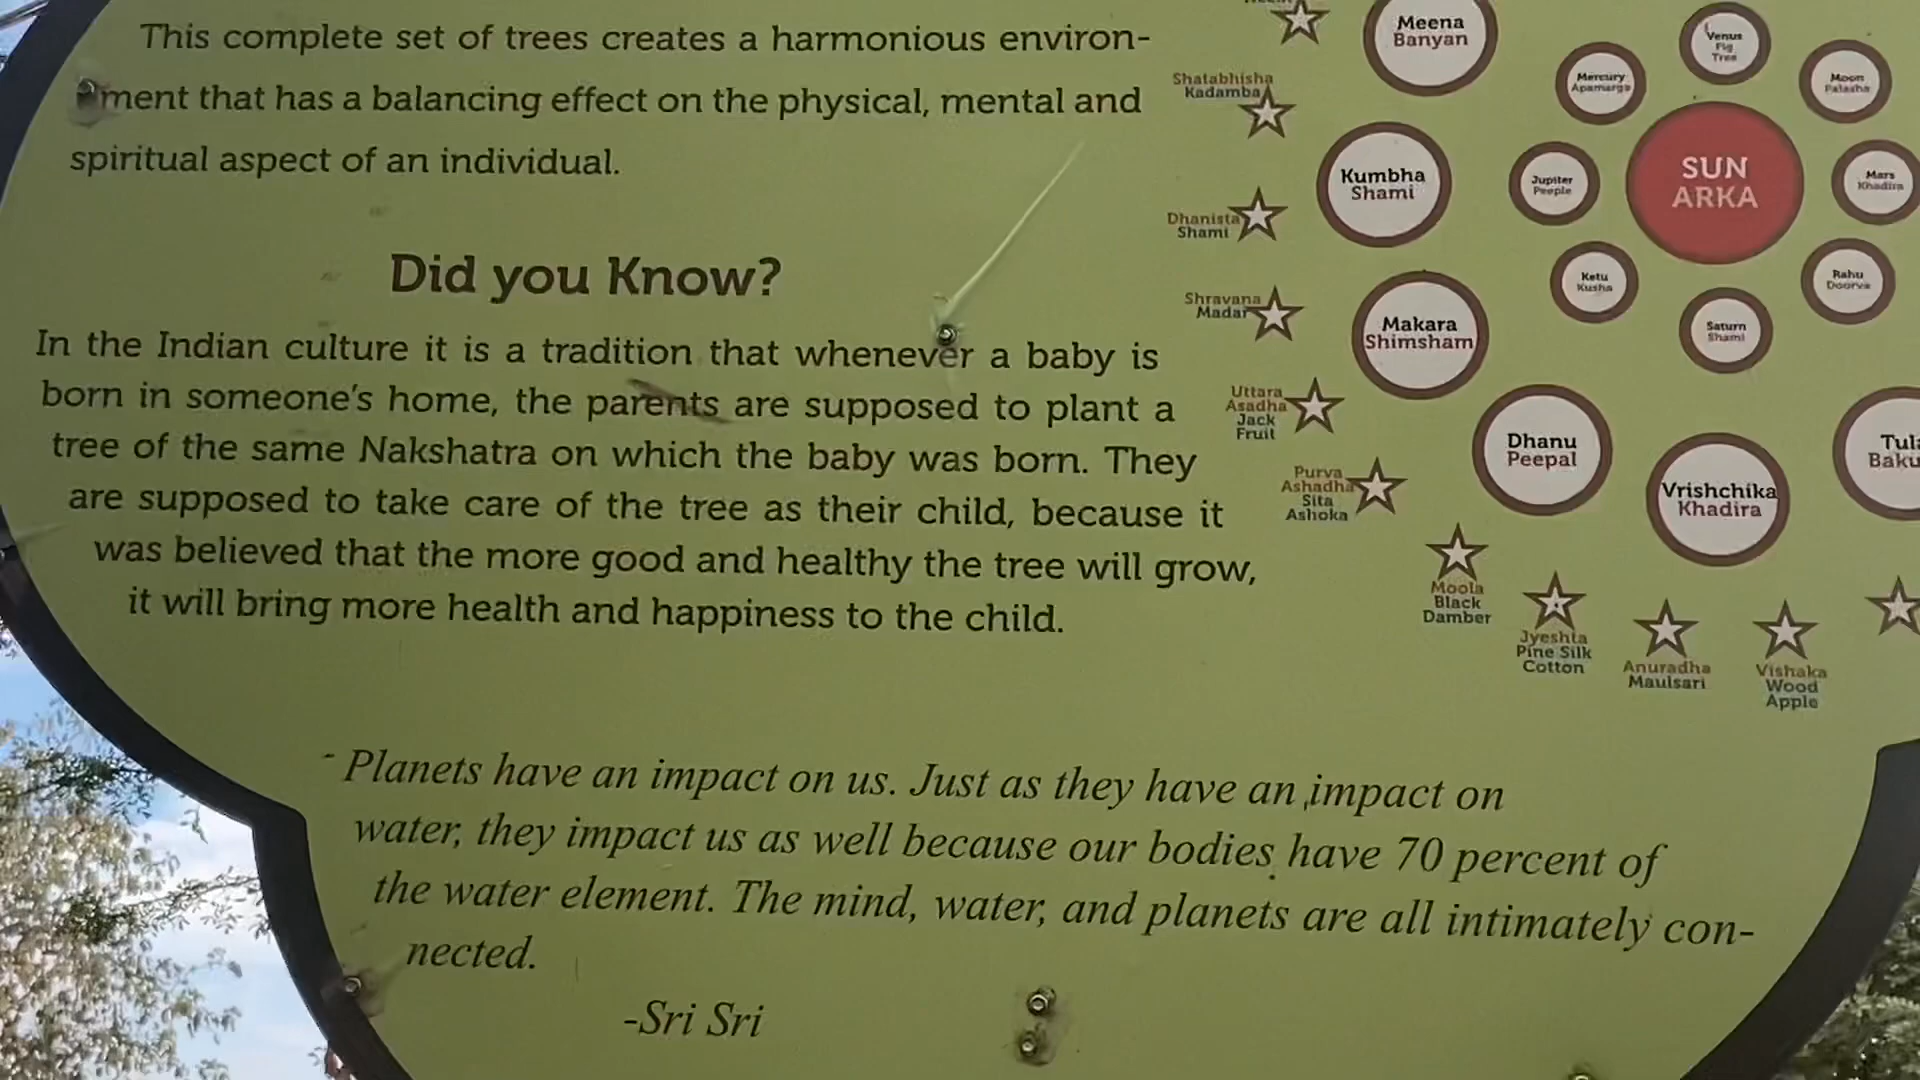 This complete set of trees creates a harmonious environ-
ment that has a balancing effect on the physical, mental and
spiritual aspect of an individual.
Did you Know?
In the Indian culture it is a tradition that whenever a baby is
born in someone's home, the parents are supposed to plant a
tree of the same Nakshatra on which the baby was born. They
are supposed to take care of the tree as their child, because it
was believed that the more good and healthy the tree will grow,
it will bring more health and happiness to the child.
- Planets have an impact on us. Just as they have an impact on
water, they impact us as well because our bodies have 70 percent of
the water element. The mind, water, and planets are all intimately con-
nected.
-Sri Sri
Meena
Banyan
Shatabhisha
Kadamba
Kumbha
Shami
Dhanista
Shami
Shravana
Madar
Makara
Shimsham
Uttara
Asadha
Jack
Fruit
Purva
Ashadha
Sita
Ashoka
Dhanu
Peepal
Vrishchika
Khadira
Moola
Black
Damber
Jyeshta
Pine Silk
Cotton
Anuradha
Maulsari
Vishaka
Wood
Apple
Venus
Fig
Tree
Mercury
Apamarga
Moon
Palasha
Jupiter
Peeple
SUN
ARKA
Mars
Khadira
Ketu
Kusha
Rahu
Doorva
Saturn
Shami